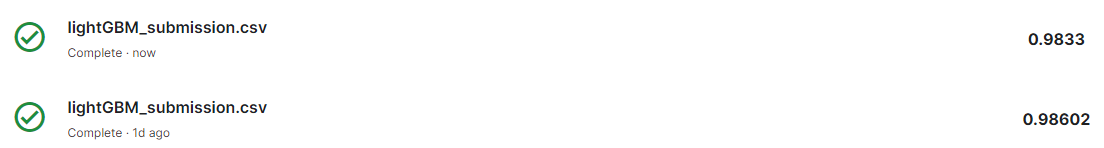 lightGBM_submission.csv
0.9833
Complete · now
lightGBM_submission.csv
0.98602
Complete · 1d ago